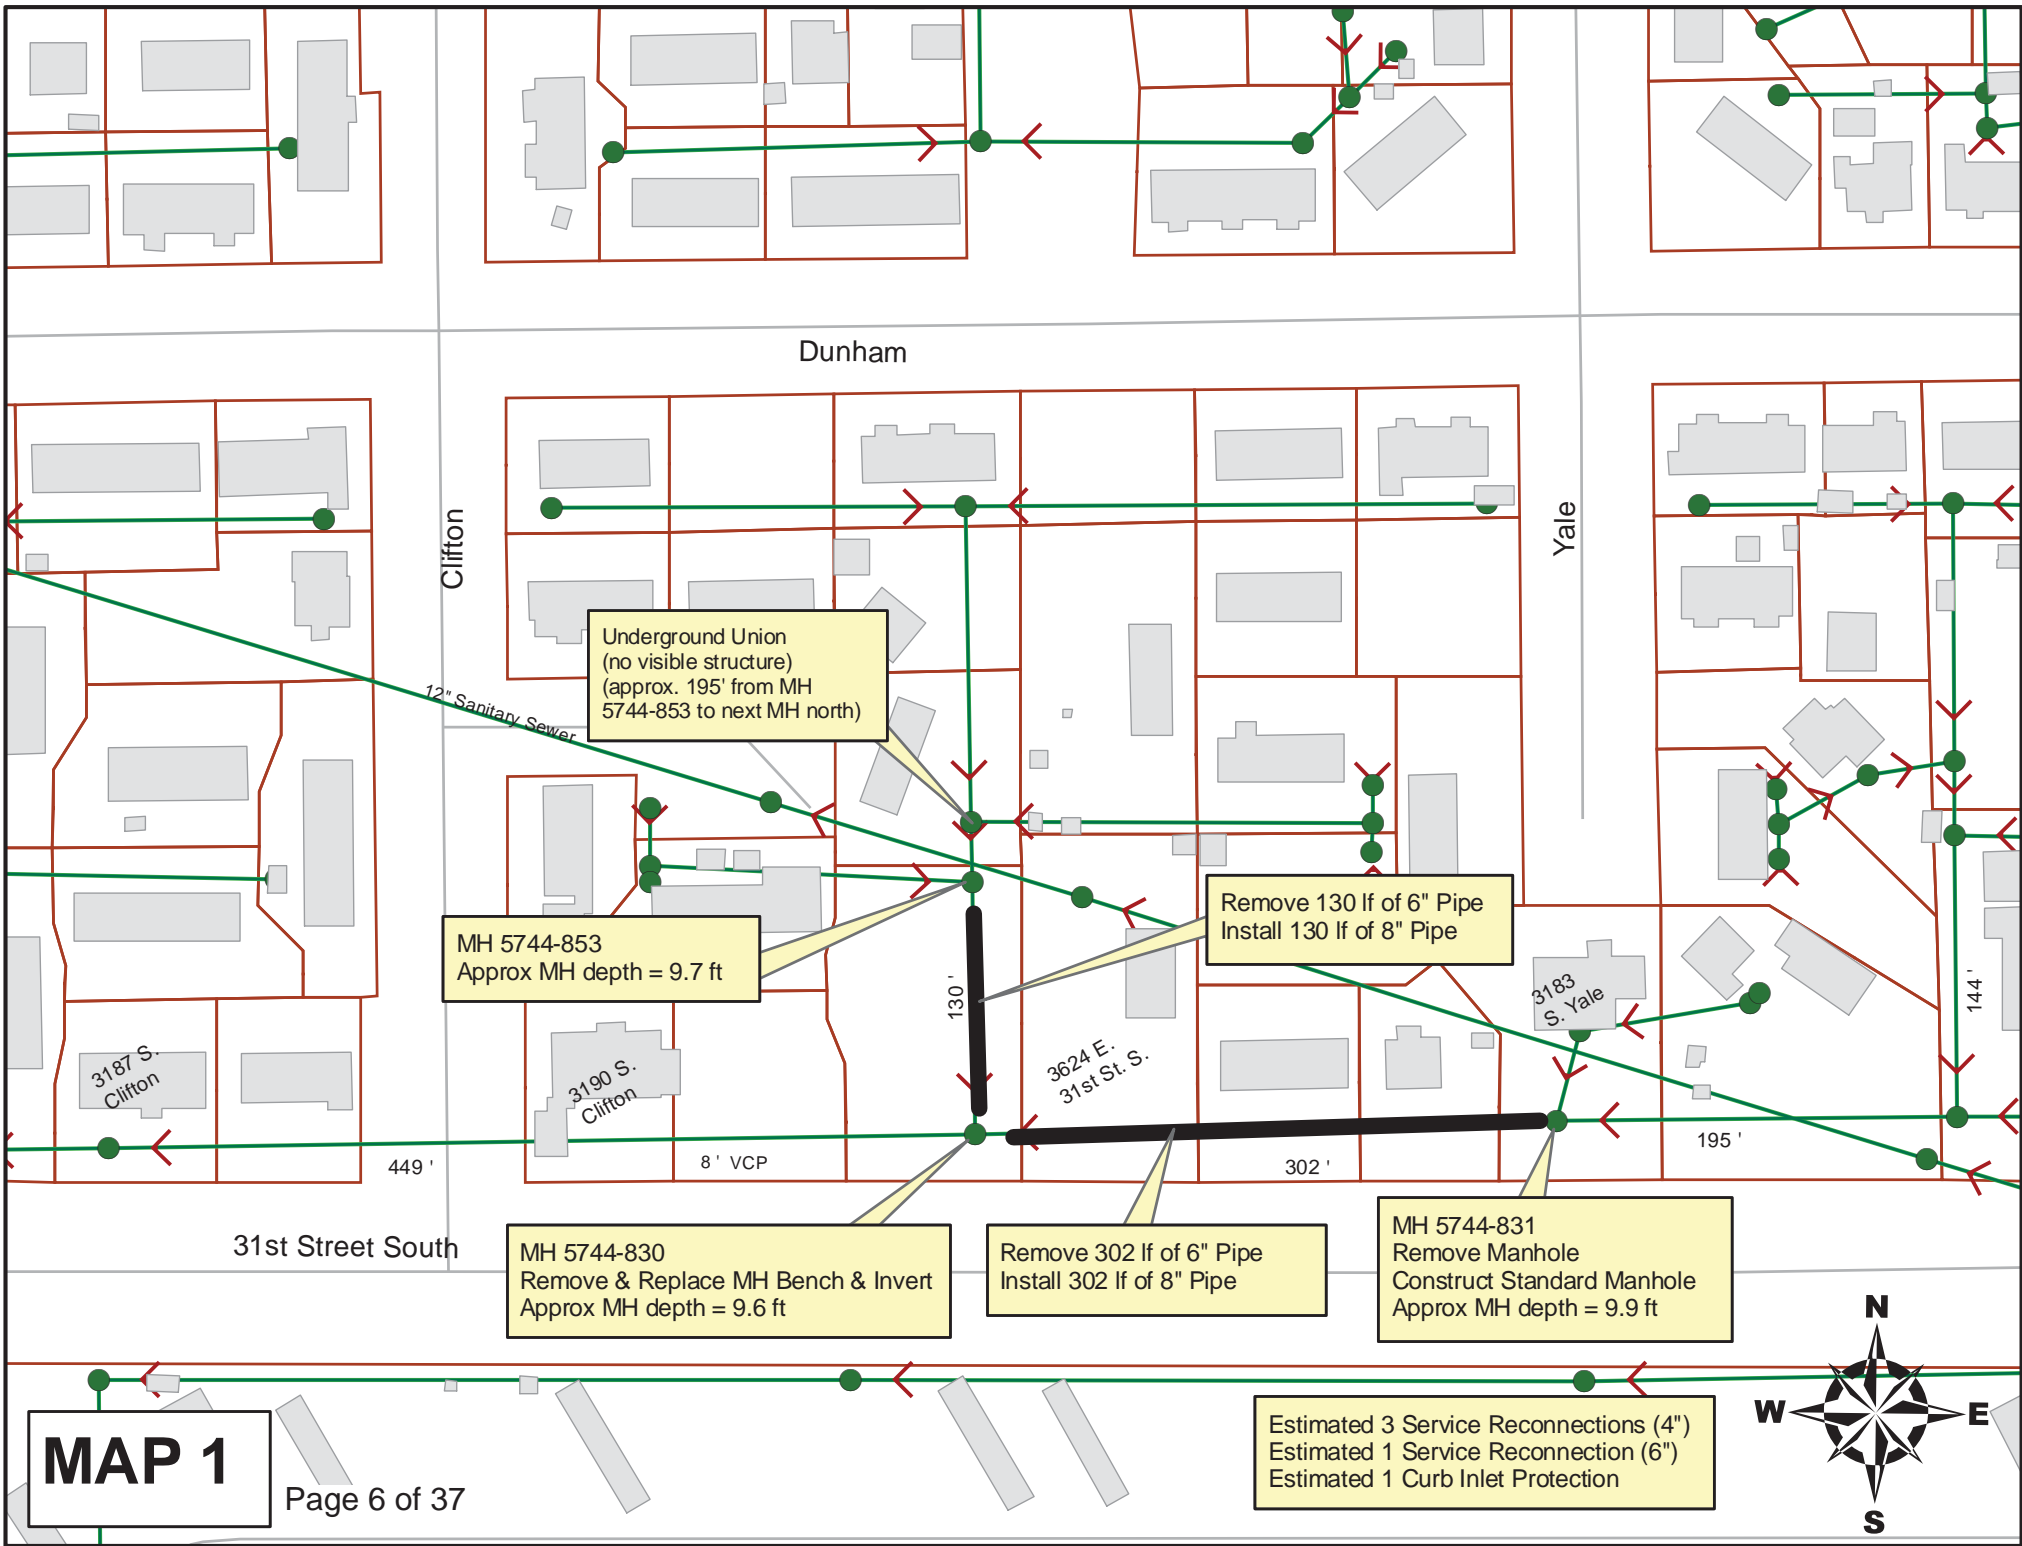 Dunham
Clifton
Yale
Underground Union
(no visible structure)
(approx. 195' from MH
5744-853 to next MH north)
12" Sanitary Sewer
MH 5744-853
Approx MH depth = 9.7 ft
Remove 130 lf of 6" Pipe
Install 130 lf of 8" Pipe
130 '
144 '
3183
S. Yale
3187 S.
Clifton
3190 S.
Clifton
3624 E.
31st St. S.
449 '
8 ' VCP
302 '
195 '
31st Street South
MH 5744-830
Remove & Replace MH Bench & Invert
Approx MH depth = 9.6 ft
Remove 302 lf of 6" Pipe
Install 302 lf of 8" Pipe
MH 5744-831
Remove Manhole
Construct Standard Manhole
Approx MH depth = 9.9 ft
N
W
E
S
Estimated 3 Service Reconnections (4")
Estimated 1 Service Reconnection (6")
Estimated 1 Curb Inlet Protection
MAP 1
Page 6 of 37